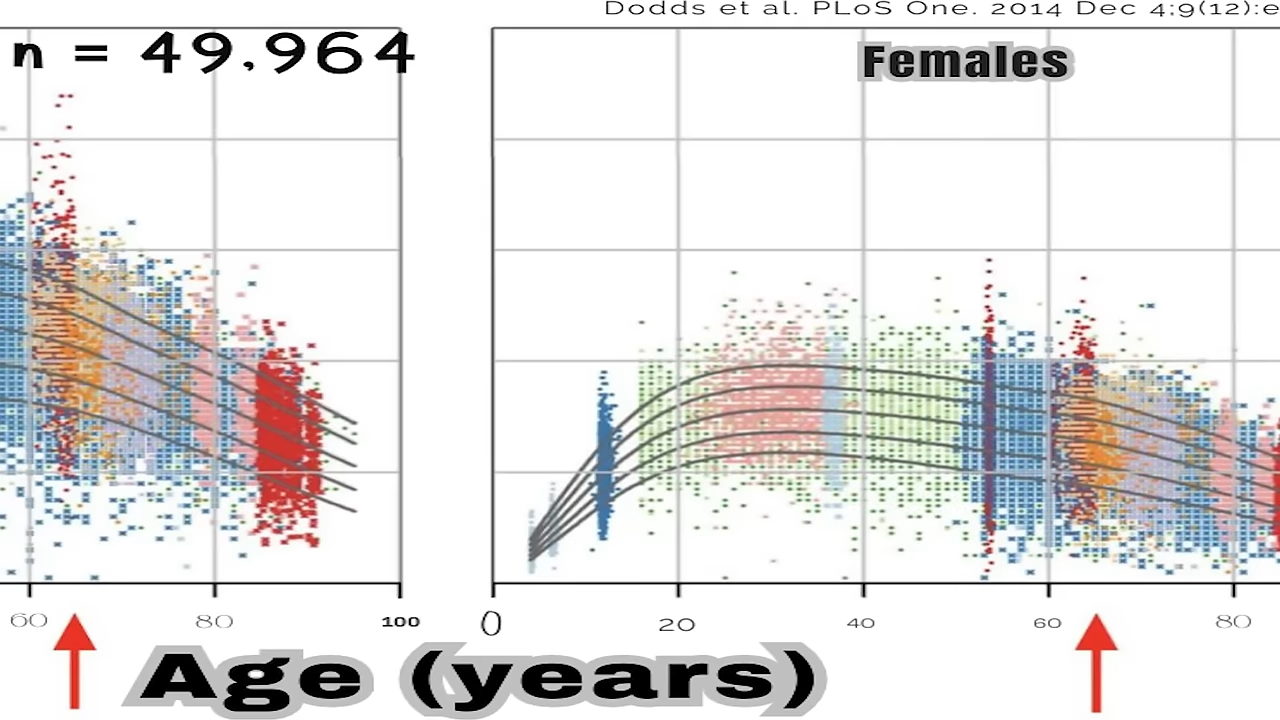 Dodds et al. PLoS One. 2014 Dec 4;9(12):e
n = 49,964
Females
60 80 100 0 20 40 60 80
Age (years)